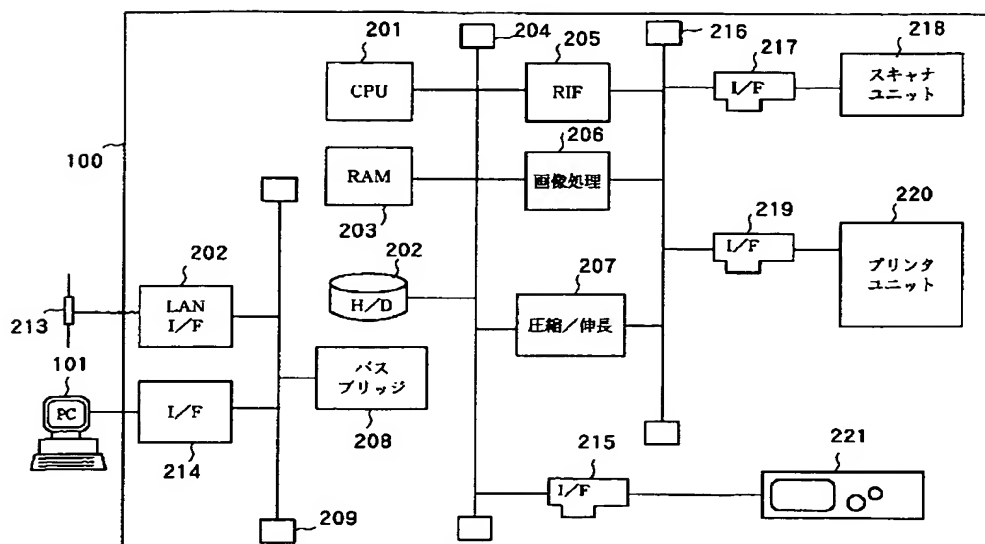 201
CPU
204
205
RIF
216
217
I/F
218
スキャナ
ユニット
100
RAM
203
206
画像処理
219
I/F
220
プリンタ
ユニット
202
LAN
I/F
213
202
H/D
207
圧縮/伸長
101
PC
I/F
214
バス
ブリッジ
208
209
215
I/F
221